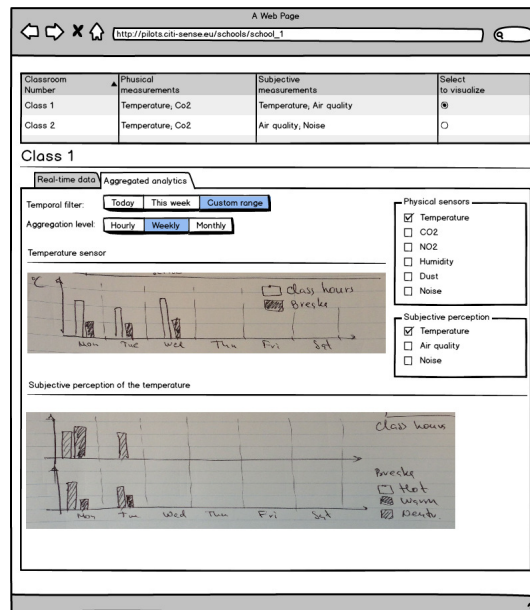 A Web Page
http://pilots.citi-sense.eu/schools/school_1
Classroom Number
Phusical measurements
Subjective measurements
Select to visualize
Class 1
Temperature; Co2
Temperature; Air quality
Class 2
Temperature; Co2
Air quality; Noise
Class 1
Real-time data
Aggregated analytics
Temporal filter:
Today
This week
Custom range
Aggregation level:
Hourly
Weekly
Monthly
Physical sensors
Temperature
CO2
NO2
Humidity
Dust
Noise
Temperature sensor
°C
class hours
Breaks
Mon
Tue
Wed
Thu
Fri
Sat
Subjective perception
Temperature
Air quality
Noise
Subjective perception of the temperature
Class hours
Breaks
Hot
Warm
Neutr.
Mon
Tue
Wed
Thu
Fri
Sat